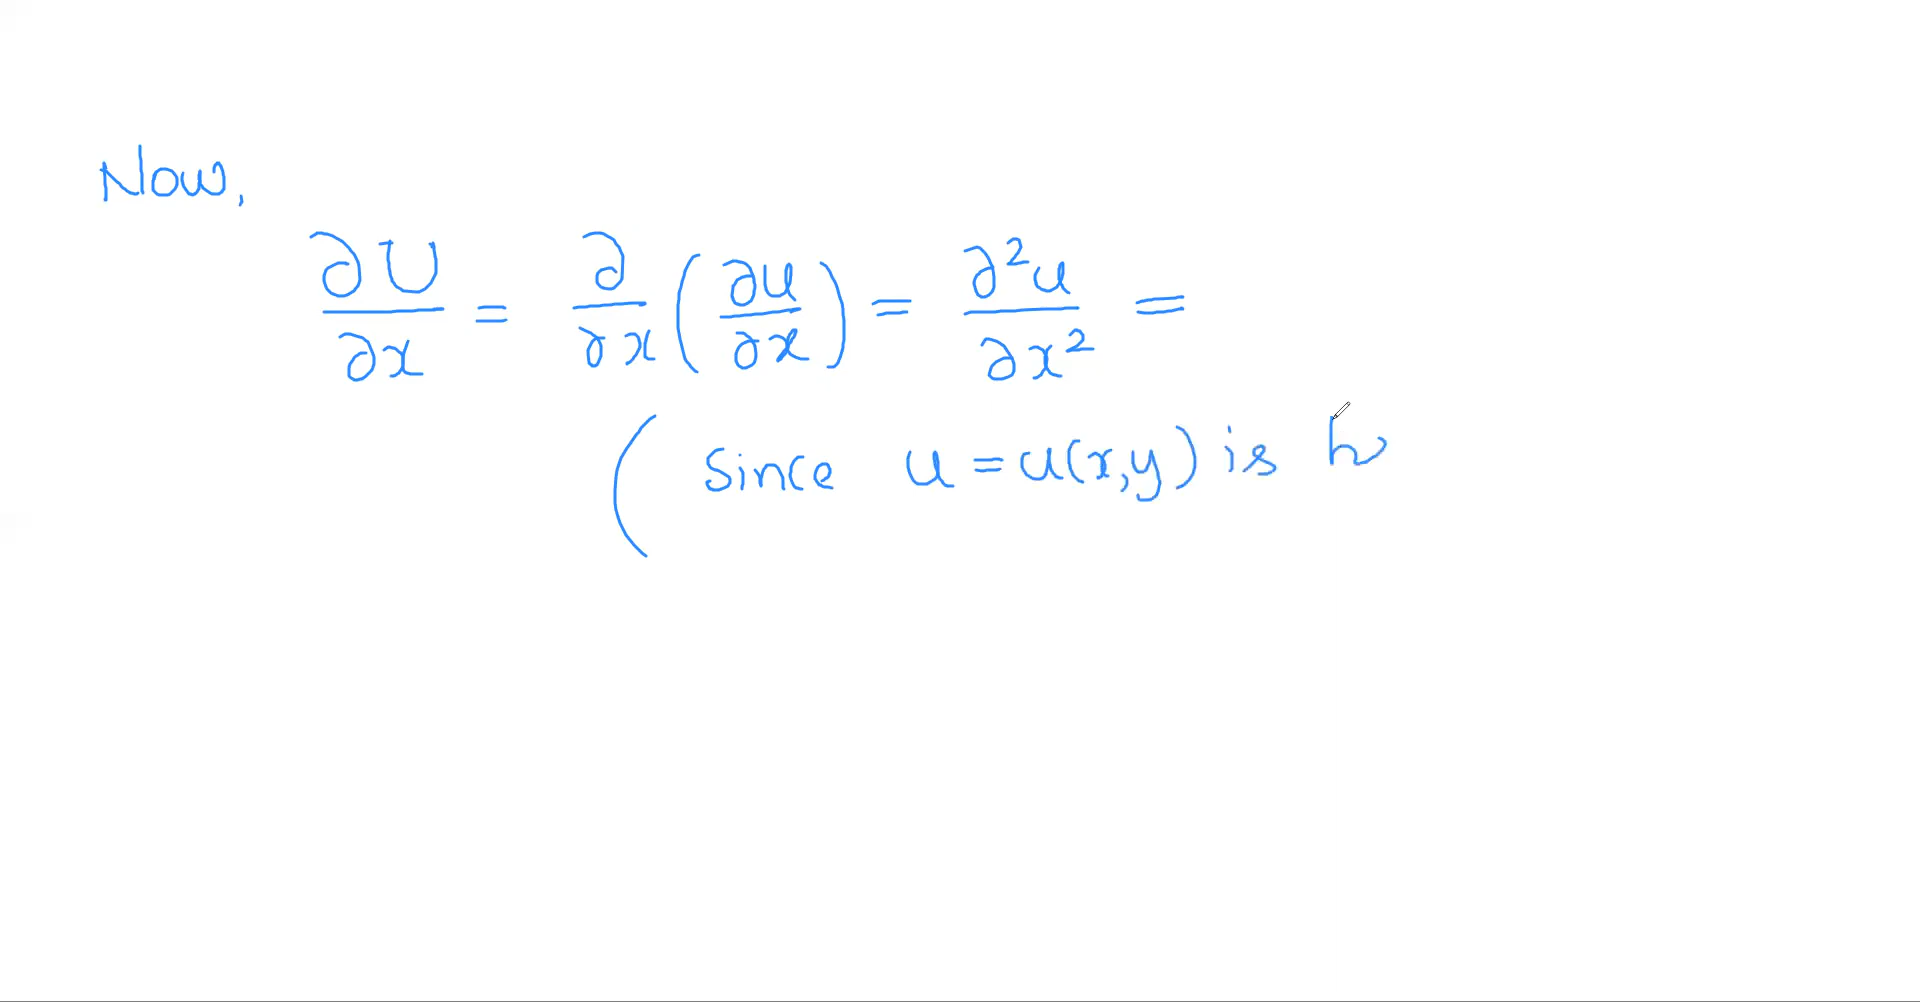 Now,
∂U/∂x = ∂/∂x (∂u/∂x) = ∂²u/∂x² =
( since u = u(x,y) is